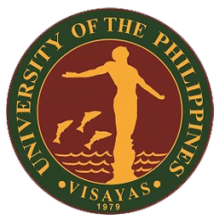 UNIVERSITY OF THE PHILIPPINES
• VISAYAS •
1979